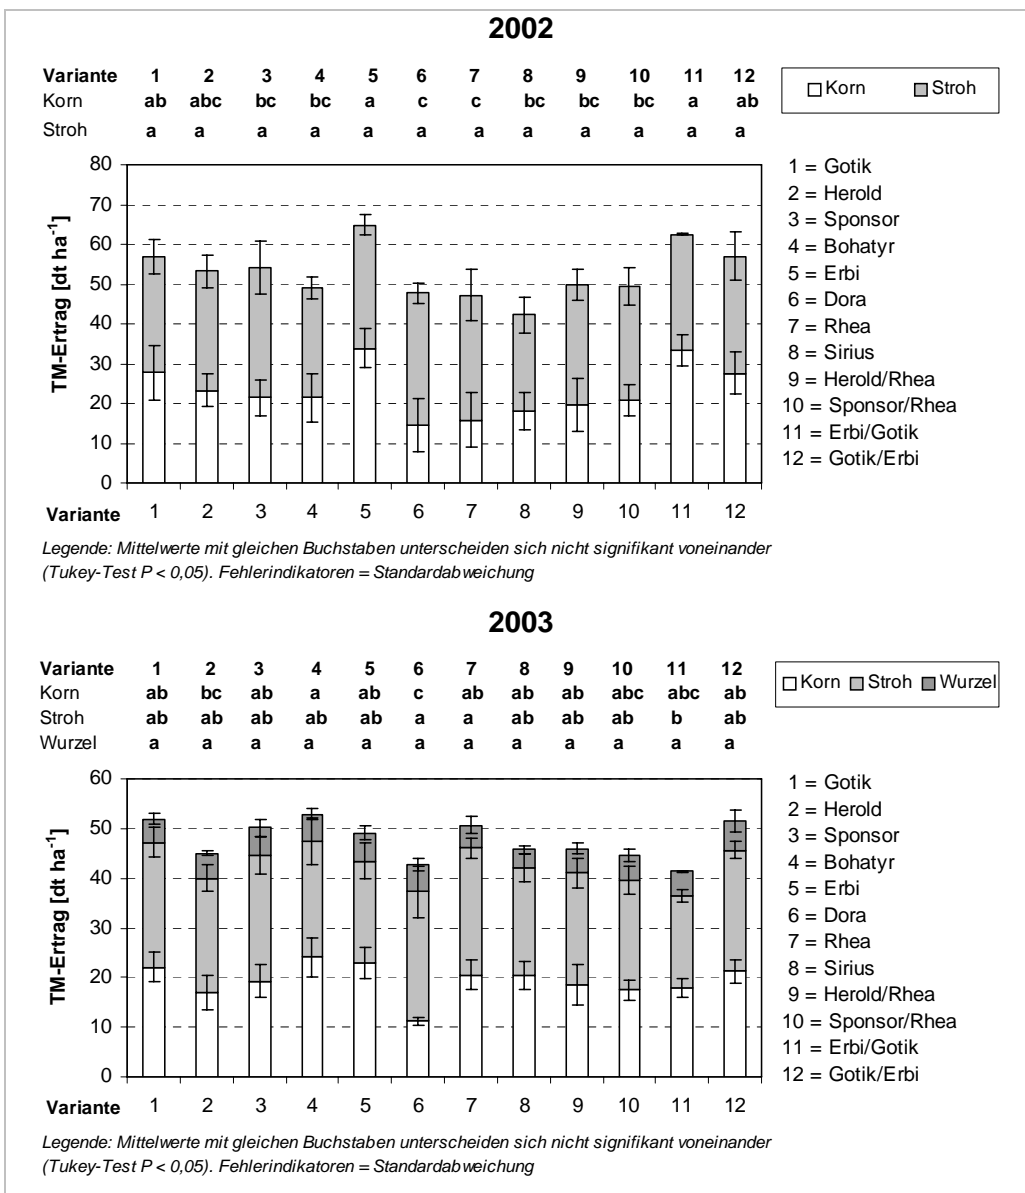 2002
Variante 1 2 3 4 5 6 7 8 9 10 11 12
Korn ab abc bc bc a c c bc bc bc a ab
Stroh a a a a a a a a a a a a
Korn Stroh
TM-Ertrag [dt ha⁻¹]
80
70
60
50
40
30
20
10
0
Variante 1 2 3 4 5 6 7 8 9 10 11 12
1 = Gotik
2 = Herold
3 = Sponsor
4 = Bohatyr
5 = Erbi
6 = Dora
7 = Rhea
8 = Sirius
9 = Herold/Rhea
10 = Sponsor/Rhea
11 = Erbi/Gotik
12 = Gotik/Erbi
Legende: Mittelwerte mit gleichen Buchstaben unterscheiden sich nicht signifikant voneinander
(Tukey-Test P < 0,05). Fehlerindikatoren = Standardabweichung
2003
Variante 1 2 3 4 5 6 7 8 9 10 11 12
Korn ab bc ab a ab c ab ab ab abc abc ab
Stroh ab ab ab ab ab a a ab ab ab b ab
Wurzel a a a a a a a a a a a a
Korn Stroh Wurzel
TM-Ertrag [dt ha⁻¹]
60
50
40
30
20
10
0
Variante 1 2 3 4 5 6 7 8 9 10 11 12
1 = Gotik
2 = Herold
3 = Sponsor
4 = Bohatyr
5 = Erbi
6 = Dora
7 = Rhea
8 = Sirius
9 = Herold/Rhea
10 = Sponsor/Rhea
11 = Erbi/Gotik
12 = Gotik/Erbi
Legende: Mittelwerte mit gleichen Buchstaben unterscheiden sich nicht signifikant voneinander
(Tukey-Test P < 0,05). Fehlerindikatoren = Standardabweichung